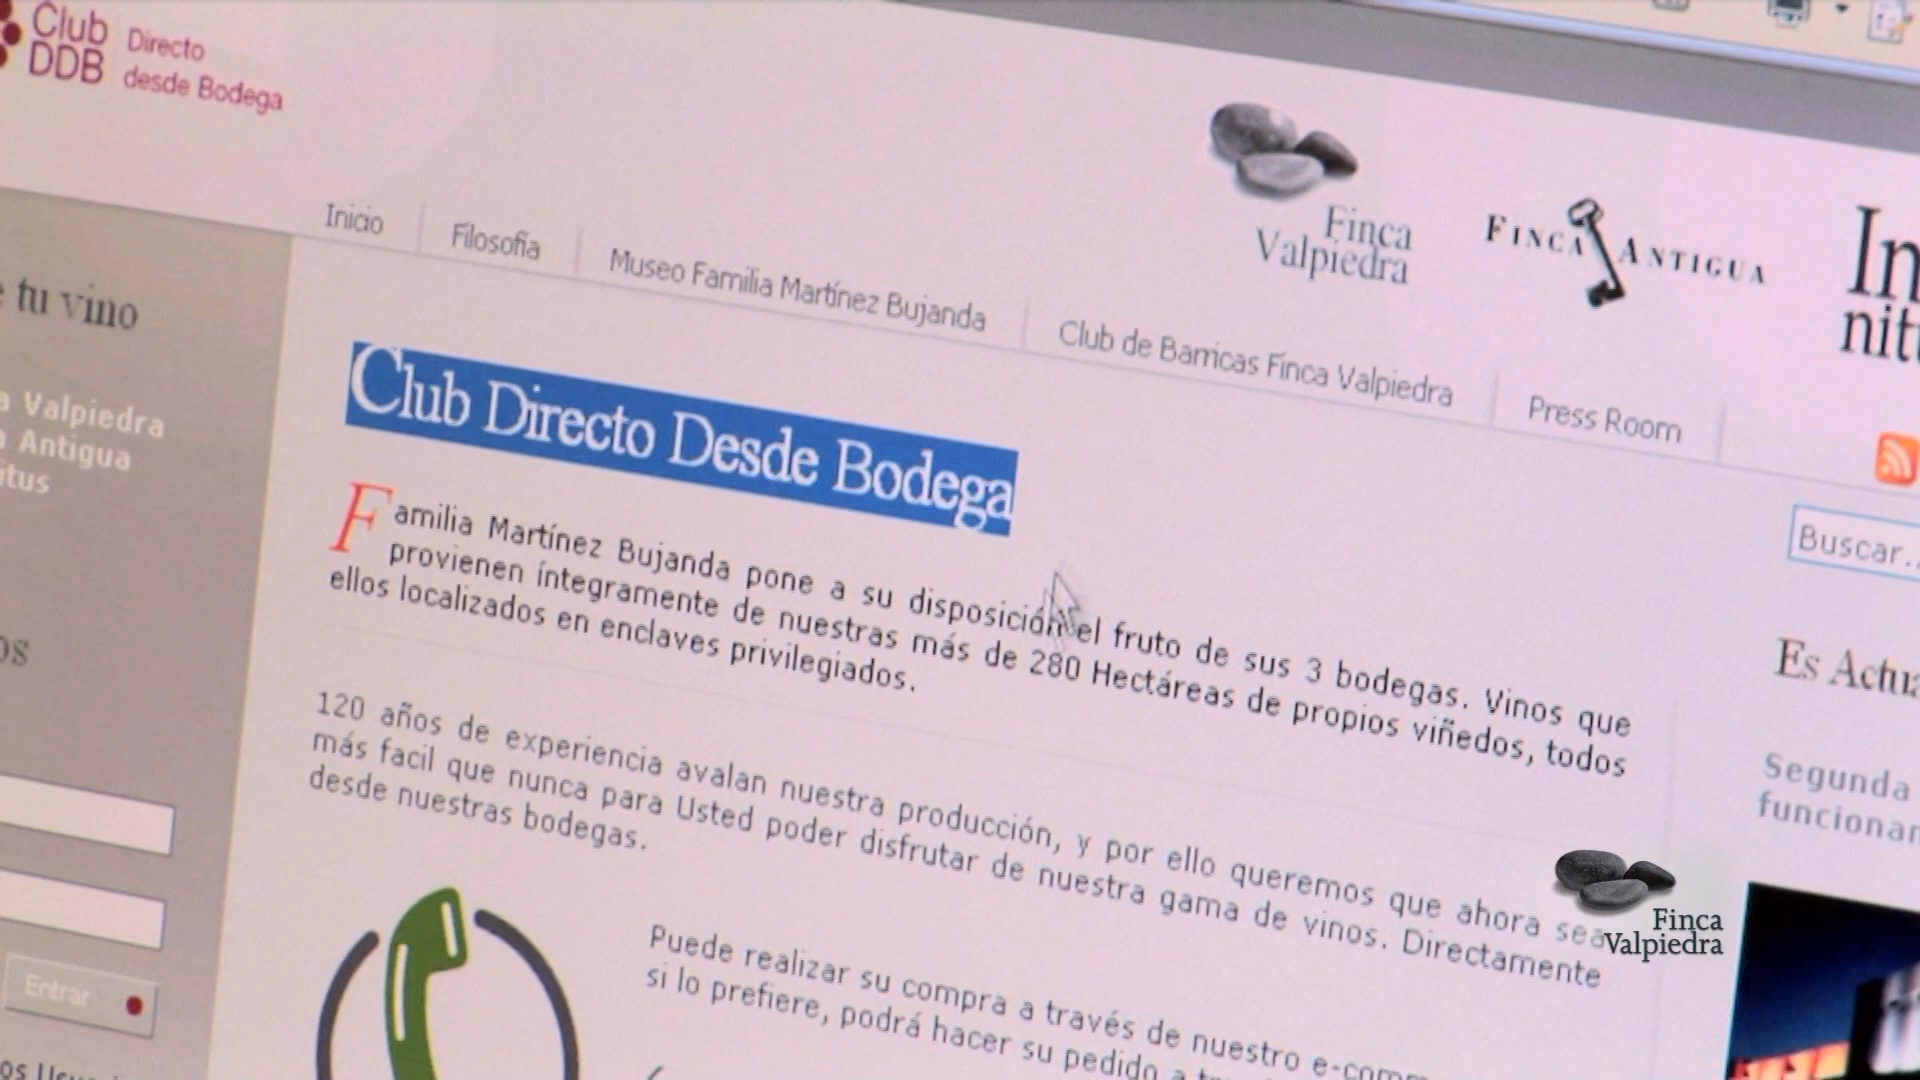 Club
DDB
Directo
desde Bodega
Finca
Valpiedra
FINCA ANTIGUA
Inicio
Filosofía
Museo Familia Martínez Bujanda
Club de Barricas Finca Valpiedra
Press Room
tu vino
Valpiedra
Antigua
Club Directo Desde Bodega
Familia Martínez Bujanda pone a su disposición el fruto de sus 3 bodegas. Vinos que
provienen íntegramente de nuestras más de 280 Hectáreas de propios viñedos, todos
ellos localizados en enclaves privilegiados.
120 años de experiencia avalan nuestra producción, y por ello queremos que ahora sea
más facil que nunca para Usted poder disfrutar de nuestra gama de vinos. Directamente
desde nuestras bodegas.
Puede realizar su compra a través de nuestro
si lo prefiere, podrá hacer su pedido a
Buscar..
Es
Segunda
Entrar
Finca
Valpiedra